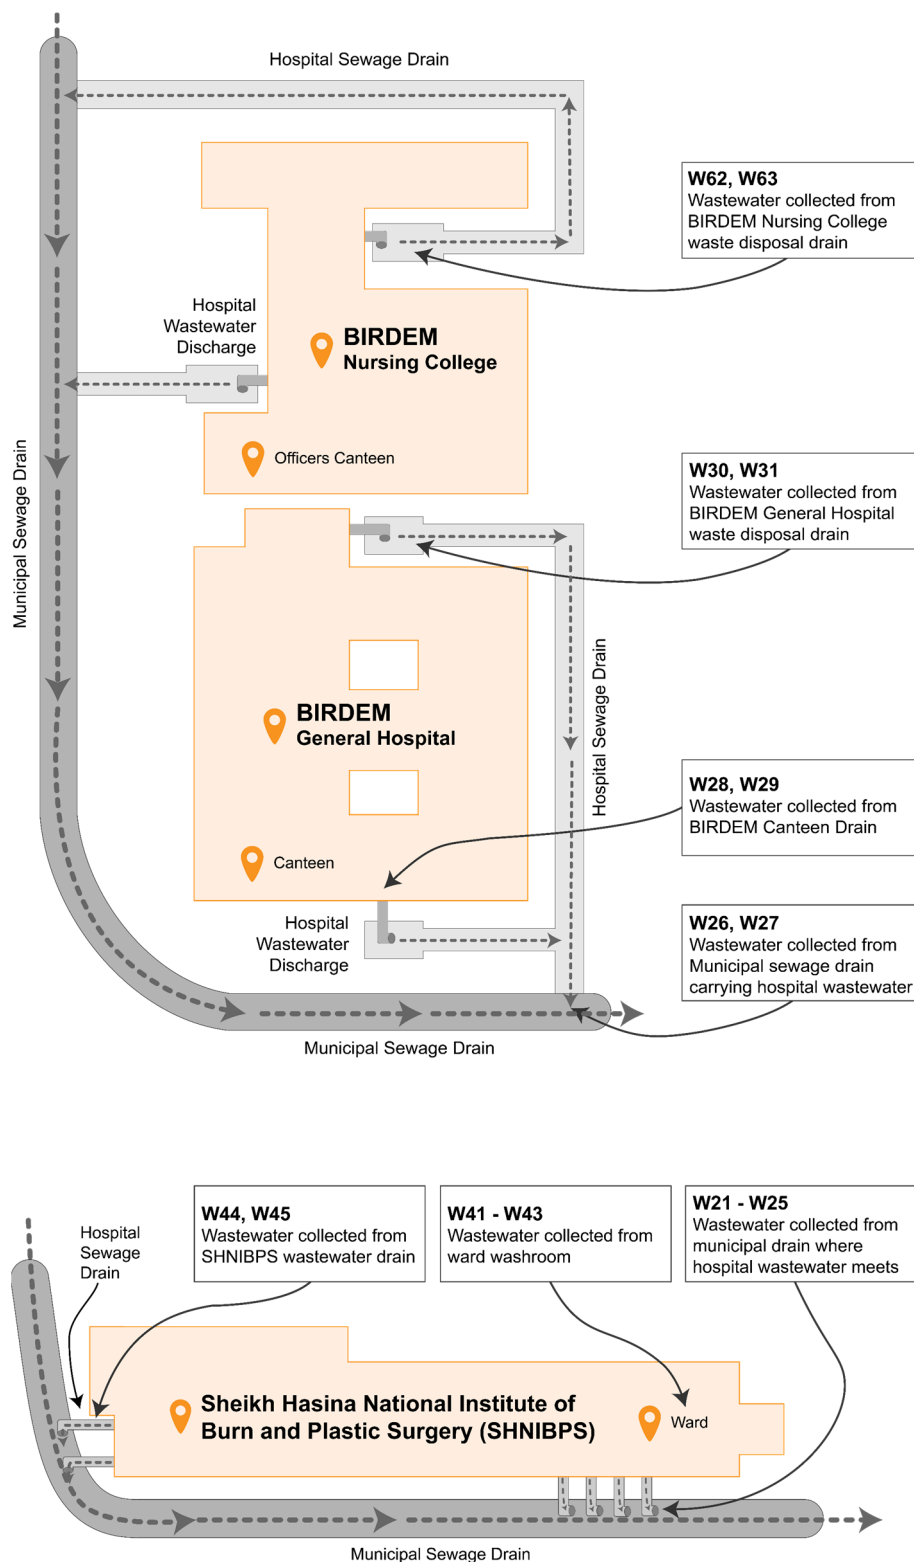 Hospital Sewage Drain
W62, W63
Wastewater collected from
BIRDEM Nursing College
waste disposal drain
Hospital
Wastewater
Discharge
BIRDEM
Nursing College
Officers Canteen
Municipal Sewage Drain
W30, W31
Wastewater collected from
BIRDEM General Hospital
waste disposal drain
BIRDEM
General Hospital
Hospital Sewage Drain
W28, W29
Wastewater collected from
BIRDEM Canteen Drain
Canteen
Hospital
Wastewater
Discharge
W26, W27
Wastewater collected from
Municipal sewage drain
carrying hospital wastewater
Municipal Sewage Drain
Hospital
Sewage
Drain
W44, W45
Wastewater collected from
SHNIBPS wastewater drain
W41 - W43
Wastewater collected from
ward washroom
W21 - W25
Wastewater collected from
municipal drain where
hospital wastewater meets
Sheikh Hasina National Institute of
Burn and Plastic Surgery (SHNIBPS)
Ward
Municipal Sewage Drain